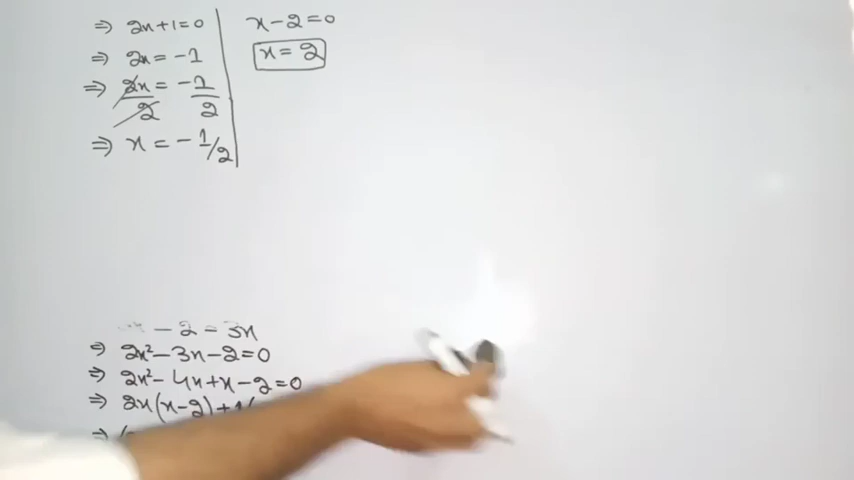 ⇒ 2x+1=0
⇒ 2x = -1
⇒ 2x/2 = -1/2
⇒ x = -1/2
x-2=0
x=2
-2=3x
⇒ 2x²-3x-2=0
⇒ 2x²-4x+x-2=0
⇒ 2x(x-2)+1(
⇒ (